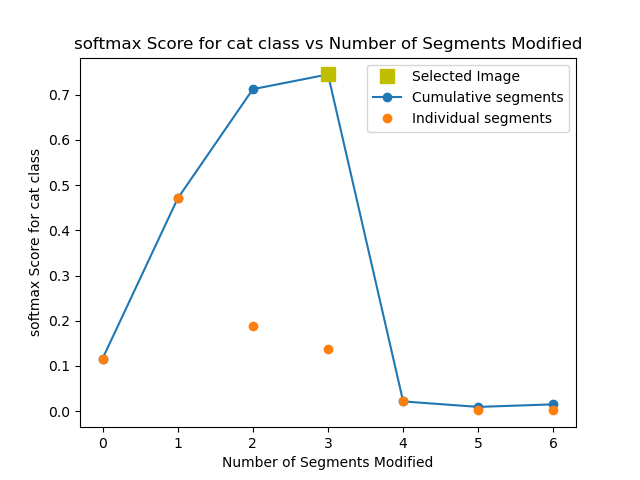 softmax Score for cat class vs Number of Segments Modified
Selected Image
Cumulative segments
Individual segments
softmax Score for cat class
0.7
0.6
0.5
0.4
0.3
0.2
0.1
0.0
0 1 2 3 4 5 6
Number of Segments Modified